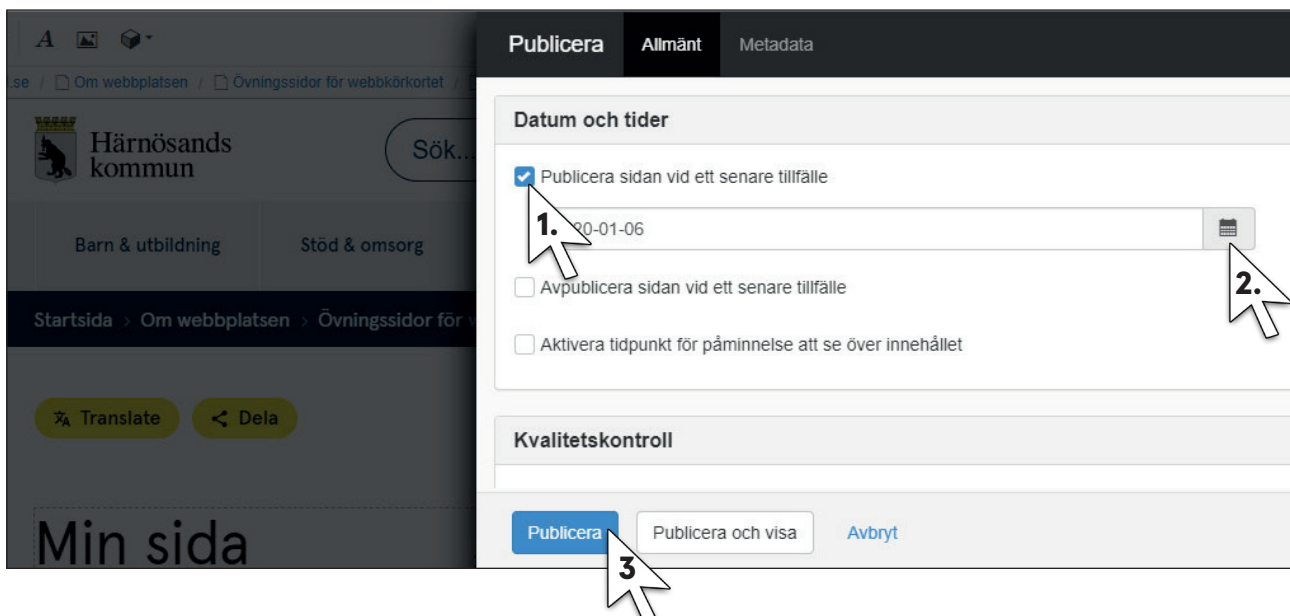 A
Publicera Allmänt Metadata
.se / Om webbplatsen / Övningssidor för webbkörkortet /
Härnösands
kommun
Sök...
Barn & utbildning Stöd & omsorg
Startsida > Om webbplatsen > Övningssidor för
Translate Dela
Min sida
Datum och tider
Publicera sidan vid ett senare tillfälle
1. 20-01-06
2.
Avpublicera sidan vid ett senare tillfälle
Aktivera tidpunkt för påminnelse att se över innehållet
Kvalitetskontroll
Publicera Publicera och visa Avbryt
3